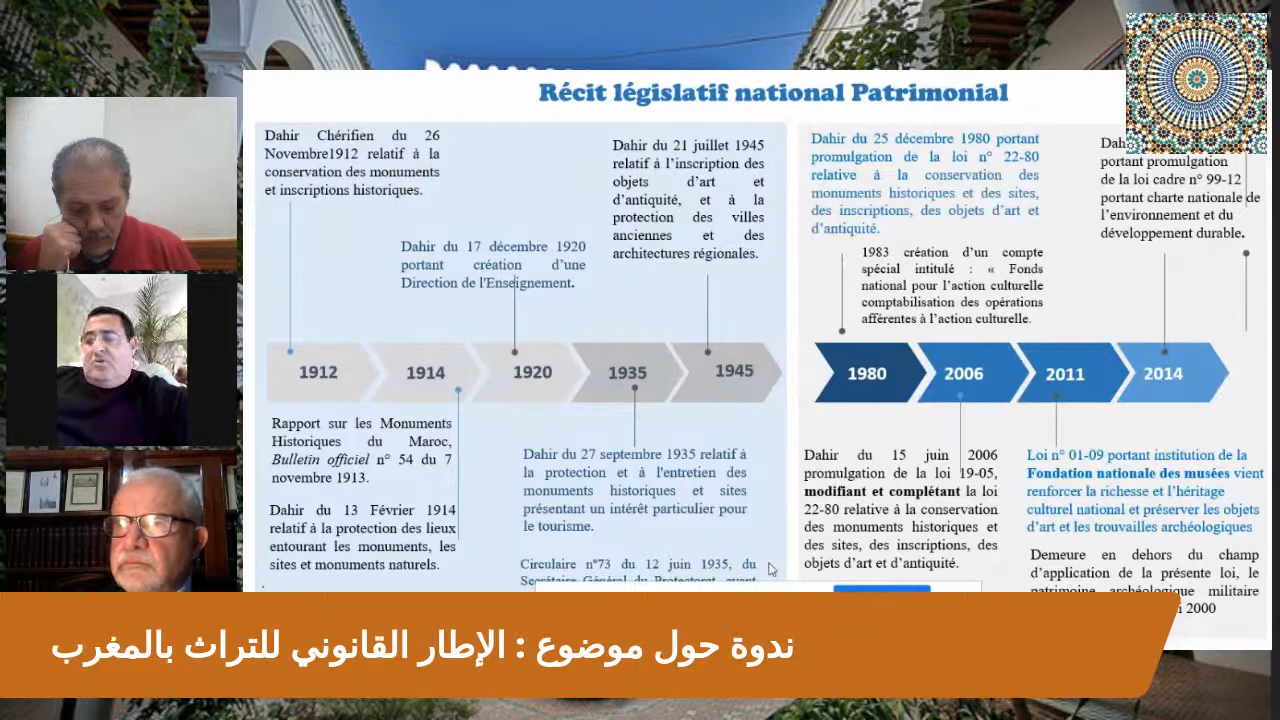 Récit législatif national Patrimonial
Dahir Chérifien du 26
Novembre1912 relatif à la
conservation des monuments
et inscriptions historiques.
Dahir du 17 décembre 1920
portant création d’une
Direction de l'Enseignement.
Dahir du 21 juillet 1945
relatif à l’inscription des
objets d’art et
d’antiquité, et à la
protection des villes
anciennes et des
architectures régionales.
Dahir du 25 décembre 1980 portant
promulgation de la loi n° 22-80
relative à la conservation des
monuments historiques et des sites,
des inscriptions, des objets d’art et
d’antiquité.
1983 création d’un compte
spécial intitulé : « Fonds
national pour l’action culturelle
comptabilisation des opérations
afférentes à l’action culturelle.
portant promulgation
de la loi cadre n° 99-12
portant charte nationale de
l’environnement et du
développement durable.
1912
1914
1920
1935
1945
1980
2006
2011
2014
Rapport sur les Monuments
Historiques du Maroc,
Bulletin officiel n° 54 du 7
novembre 1913.
Dahir du 13 Février 1914
relatif à la protection des lieux
entourant les monuments, les
sites et monuments naturels.
Dahir du 27 septembre 1935 relatif à
la protection et à l'entretien des
monuments historiques et sites
présentant un intérêt particulier pour
le tourisme.
Circulaire n°73 du 12 juin 1935, du
Secrétaire Général du Protectorat ayant
Dahir du 15 juin 2006
promulgation de la loi 19-05,
modifiant et complétant la loi
22-80 relative à la conservation
des monuments historiques et
des sites, des inscriptions, des
objets d’art et d’antiquité.
Loi n° 01-09 portant institution de la
Fondation nationale des musées vient
renforcer la richesse et l’héritage
culturel national et préserver les objets
d’art et les trouvailles archéologiques
Demeure en dehors du champ
d’application de la présente loi, le
patrimoine archéologique militaire
2000
ندوة حول موضوع : الإطار القانوني للتراث بالمغرب